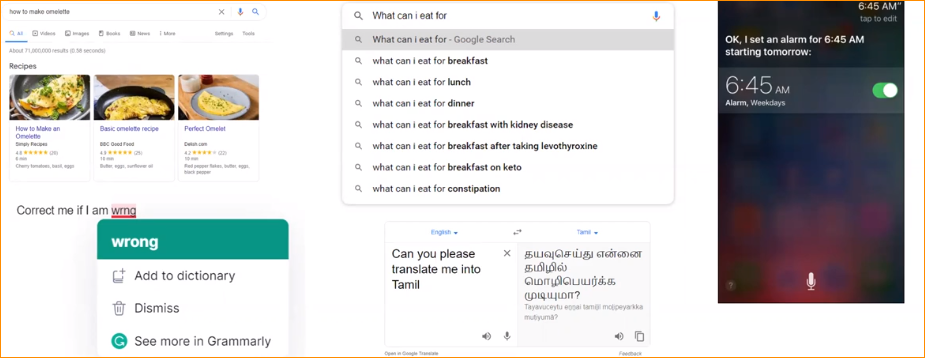 how to make omelette
All
Videos
Images
Books
News
More
Settings
Tools
About 71,800,000 results (0.58 seconds)
Recipes
How to Make an
Omelette
Simply Recipes
4.8
6 min
Cherry tomatoes, basil, eggs
Basic omelette recipe
BBC Good Food
4.4
10 min
Butter, eggs, sunflower oil
Perfect Omelet
Delish.com
4.2
10 min
Red pepper flakes, butter, eggs,
black pepper
Correct me if I am wrng
wrong
Add to dictionary
Dismiss
See more in Grammarly
What can i eat for
What can i eat for - Google Search
what can i eat for breakfast
what can i eat for lunch
what can i eat for dinner
what can i eat for breakfast with kidney disease
what can i eat for breakfast after taking levothyroxine
what can i eat for breakfast on keto
what can i eat for constipation
English
Tamil
Can you please
translate me into
Tamil
தயவுசெய்து என்னை
தமிழில்
மொழிபெயர்க்க
முடியுமா?
Tayavuceytu eṉṉai tamiḻil moḻipeyarkka
muṭiyumā?
Open in Google Translate
Feedback
6:45 AM”
tap to edit
OK, I set an alarm for 6:45 AM
starting tomorrow:
6:45 AM
Alarm, Weekdays